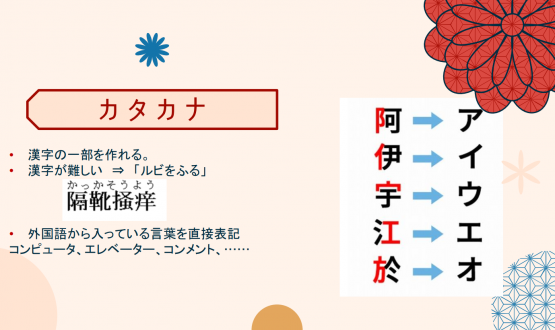 カタカナ
漢字の一部を作れる。
漢字が難しい ⇒ 「ルビをふる」
かっかそうよう
隔靴掻痒
外国語から入っている言葉を直接表記
コンピュータ、エレベーター、コンメント、……
阿 ➡ ア
伊 ➡ イ
宇 ➡ ウ
江 ➡ エ
於 ➡ オ